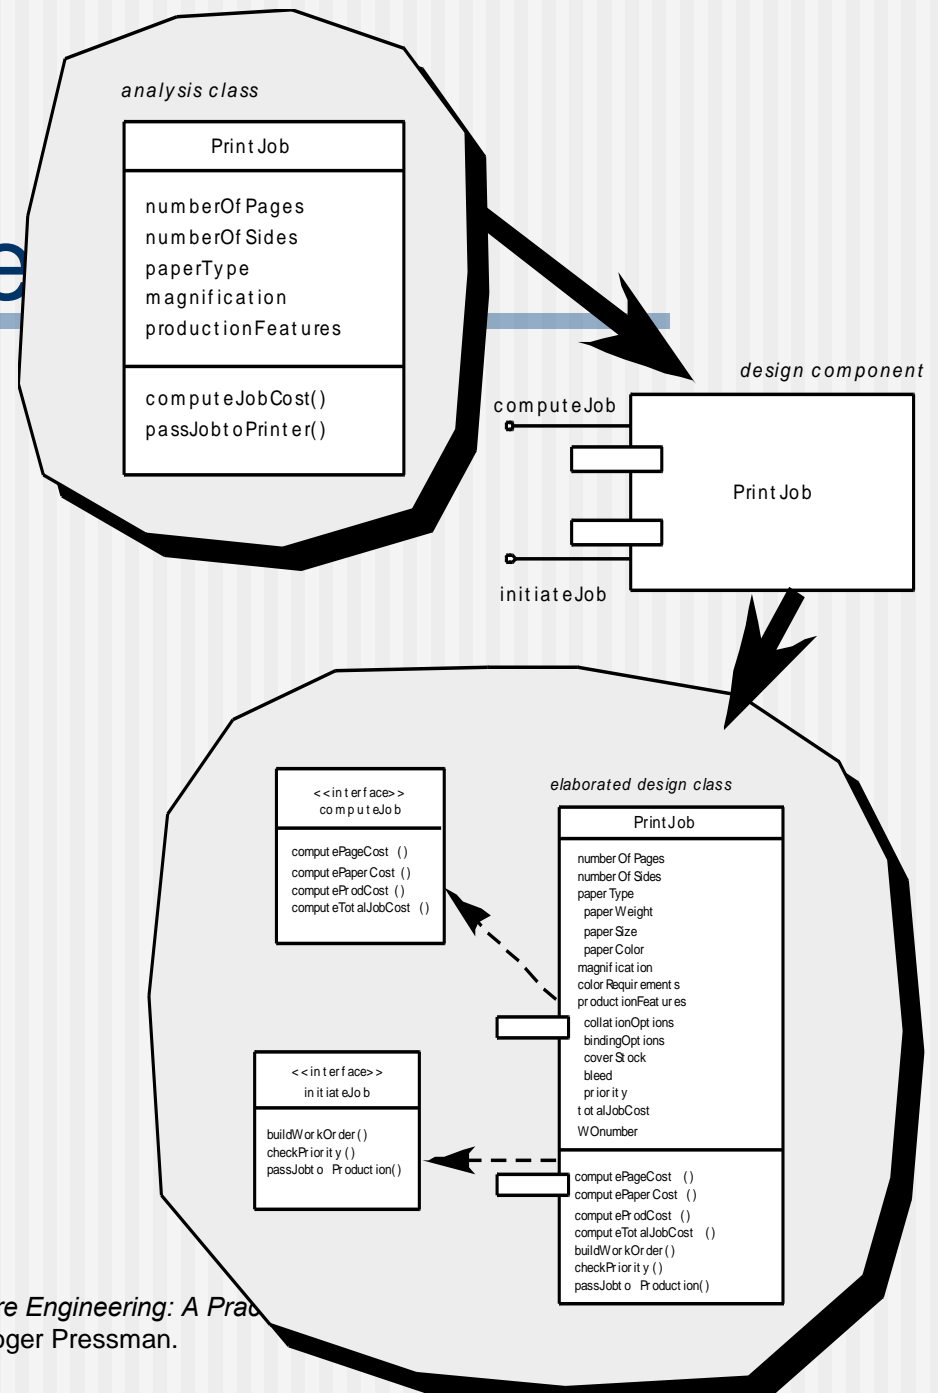 analysis class
PrintJob
numberOfPages
numberOfSides
paperType
magnification
productionFeatures
computeJobCost()
passJobtoPrinter()
e
design component
computeJob
PrintJob
initiateJob
<<interface>>
computeJob
computePageCost ()
computePaperCost ()
computeProdCost ()
computeTotalJobCost ()
<<interface>>
initiateJob
buildWorkOrder()
checkPriority ()
passJobto Production()
elaborated design class
PrintJob
numberOfPages
numberOfSides
paperType
paperWeight
paperSize
paperColor
magnification
colorRequirements
productionFeatures
collationOptions
bindingOptions
coverStock
bleed
priority
totalJobCost
WOnumber
computePageCost ()
computePaperCost ()
computeProdCost ()
computeTotalJobCost ()
buildWorkOrder()
checkPriority ()
passJobto Production()
re Engineering: A Prac
oger Pressman.